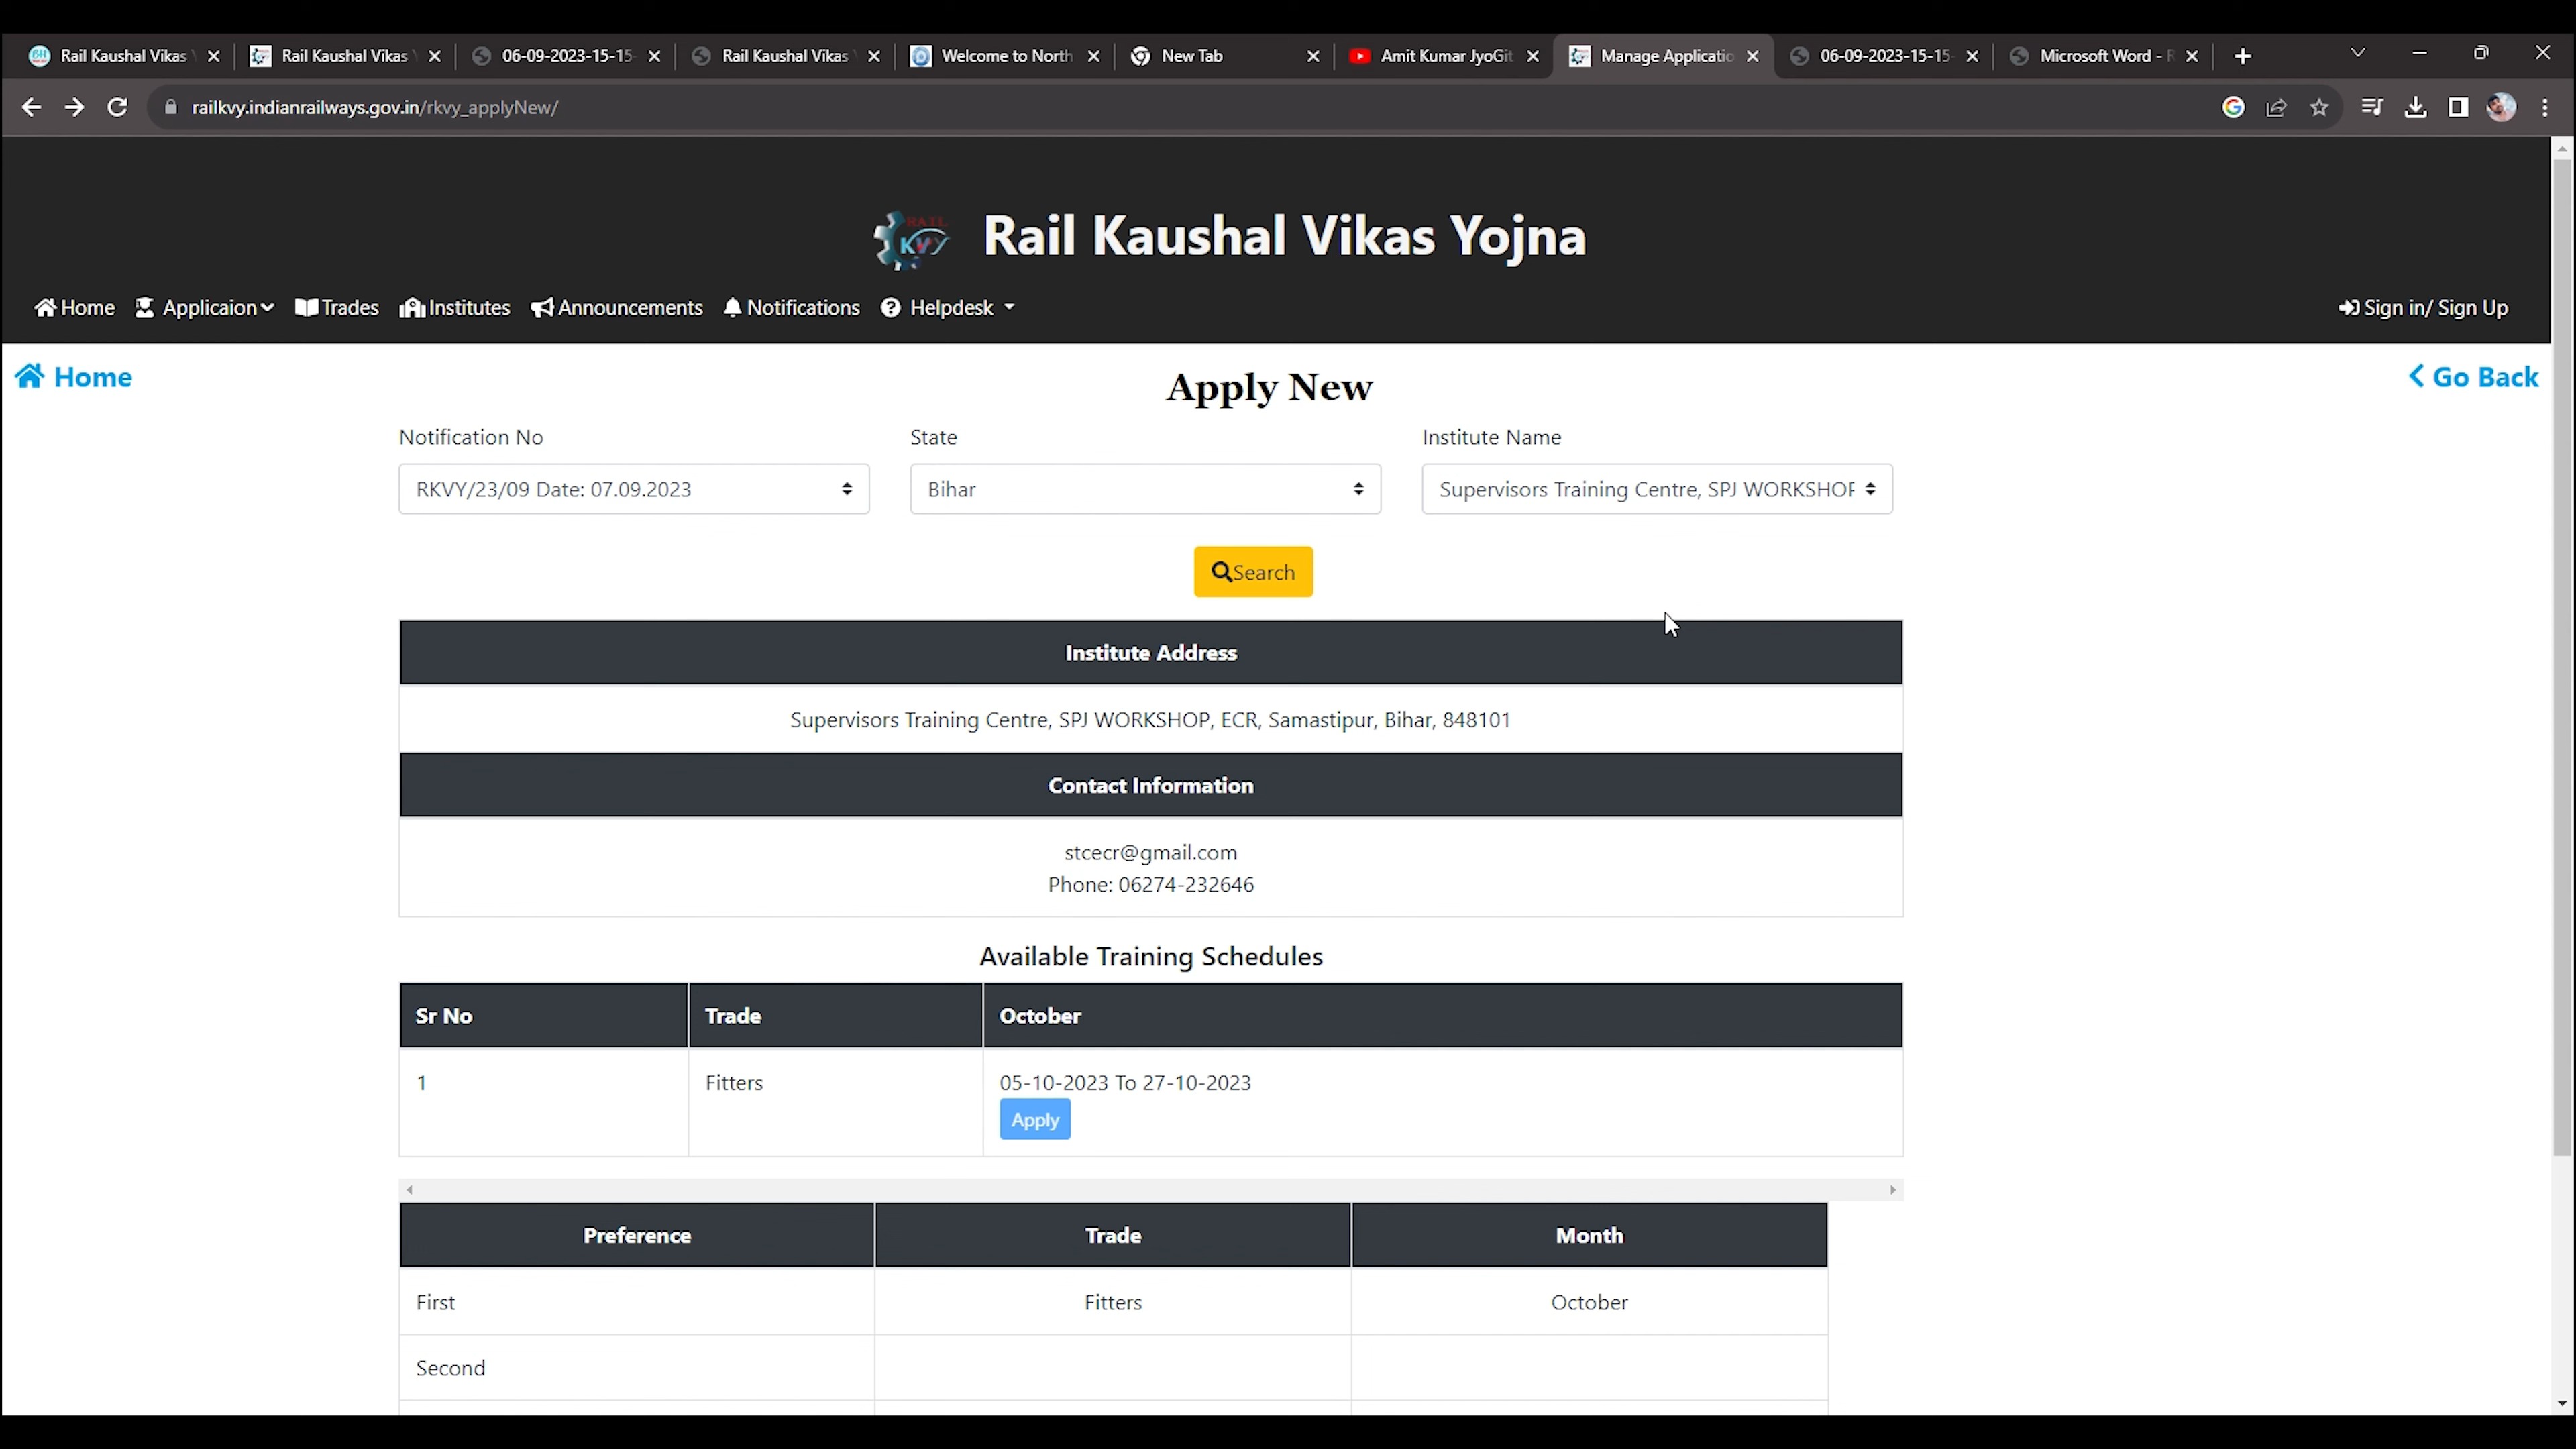 Rail Kaushal Vikas
Rail Kaushal Vikas
06-09-2023-15-15-
Rail Kaushal Vikas
Welcome to North
New Tab
Amit Kumar JyoGit
Manage Applicatio
06-09-2023-15-15-
Microsoft Word - R
railkvy.indianrailways.gov.in/rkvy_applyNew/
RAIL
KVY
Rail Kaushal Vikas Yojna
Home
Applicaion
Trades
Institutes
Announcements
Notifications
Helpdesk
Sign in/ Sign Up
Home
Apply New
Go Back
Notification No
State
Institute Name
RKVY/23/09 Date: 07.09.2023
Bihar
Supervisors Training Centre, SPJ WORKSHOP
Search
Institute Address
Supervisors Training Centre, SPJ WORKSHOP, ECR, Samastipur, Bihar, 848101
Contact Information
stcecr@gmail.com
Phone: 06274-232646
Available Training Schedules
Sr No
Trade
October
1
Fitters
05-10-2023 To 27-10-2023
Apply
Preference
Trade
Month
First
Fitters
October
Second